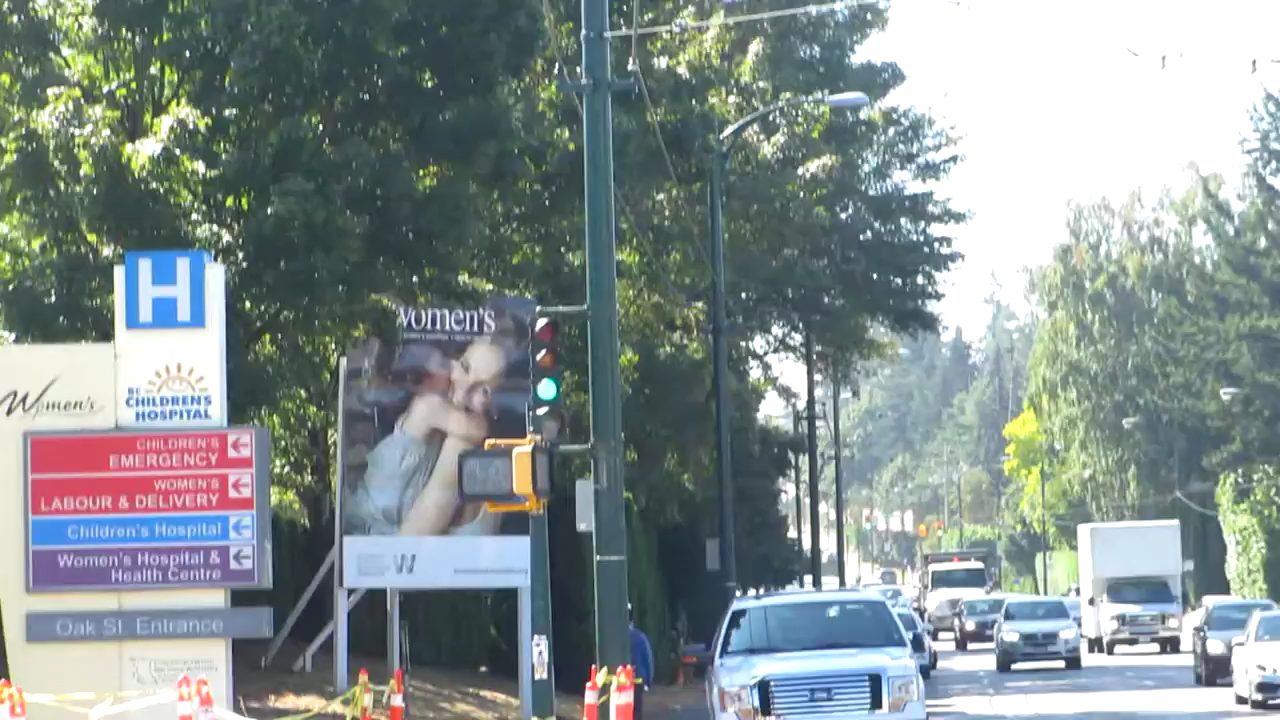 H
Women's
BC
CHILDREN'S
HOSPITAL
CHILDREN'S
EMERGENCY
WOMEN'S
LABOUR & DELIVERY
Children's Hospital
Women's Hospital &
Health Centre
Oak St. Entrance
women's
W